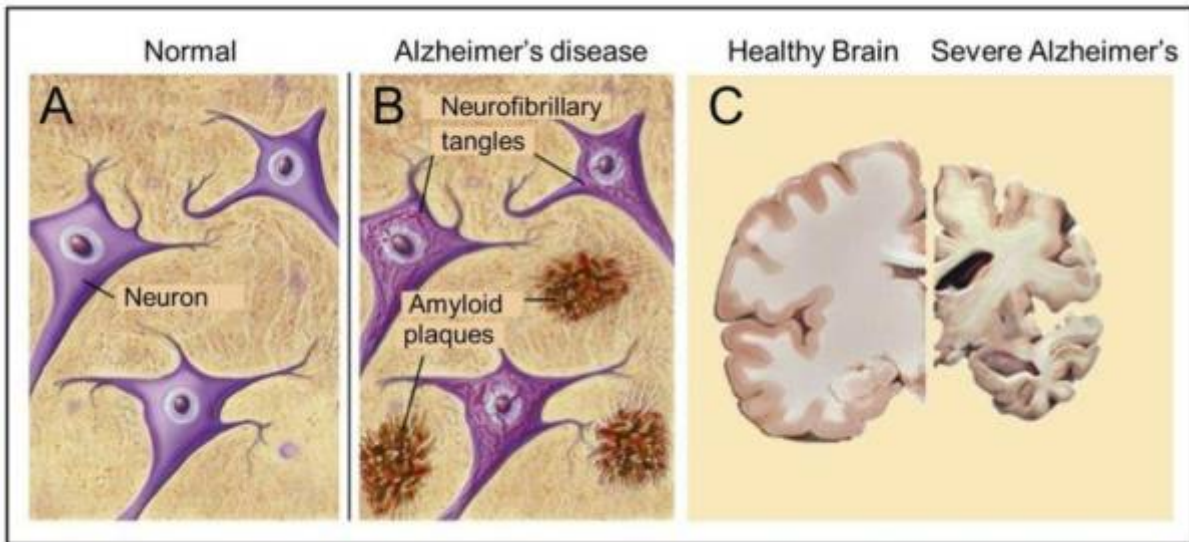 Normal
Alzheimer's disease
Healthy Brain
Severe Alzheimer's
A
Neuron
B
Neurofibrillary
tangles
Amyloid
plaques
C